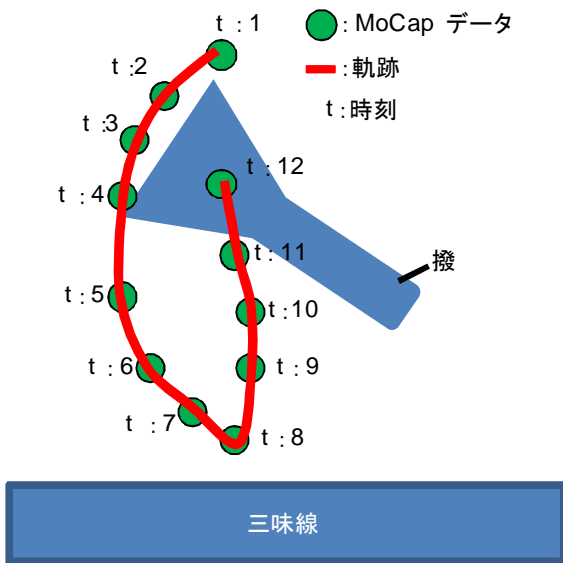 t : 1
: MoCap データ
: 軌跡
t : 時刻
t :2
t :3
t : 4
t : 5
t : 6
t : 7
t : 8
t : 9
t :10
t : 11
t : 12
撥
三味線